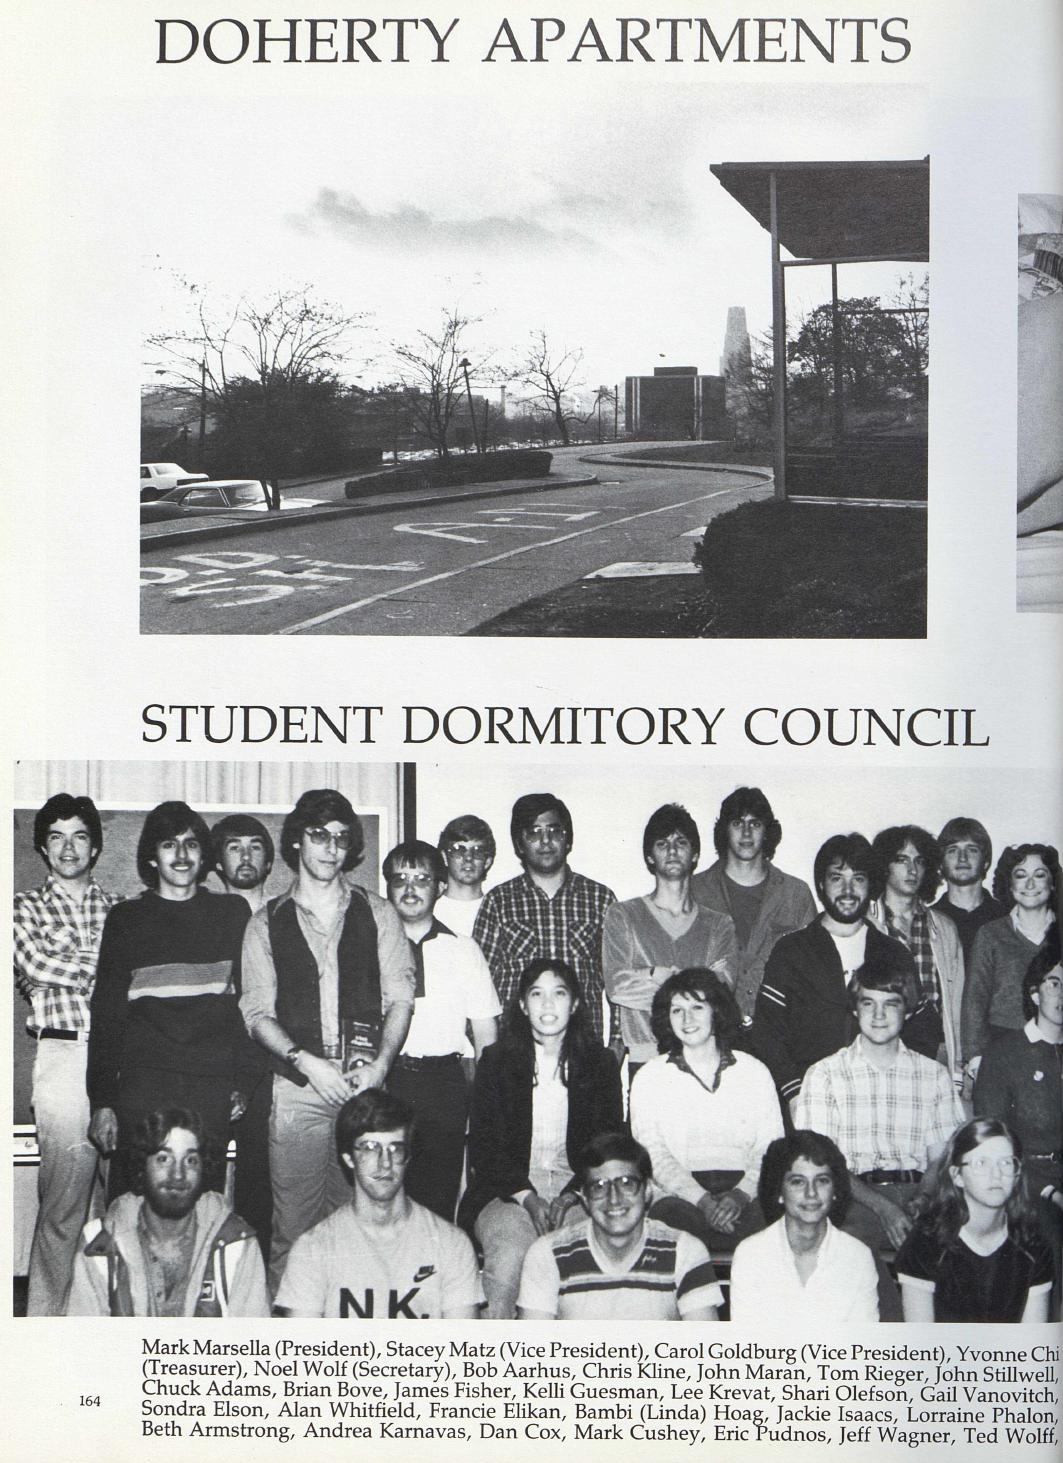 DOHERTY APARTMENTS
STUDENT DORMITORY COUNCIL
N.K.
Mark Marsella (President), Stacey Matz (Vice President), Carol Goldburg (Vice President), Yvonne Chi
(Treasurer), Noel Wolf (Secretary), Bob Aarhus, Chris Kline, John Maran, Tom Rieger, John Stillwell,
Chuck Adams, Brian Bove, James Fisher, Kelli Guesman, Lee Krevat, Shari Olefson, Gail Vanovitch,
Sondra Elson, Alan Whitfield, Francie Elikan, Bambi (Linda) Hoag, Jackie Isaacs, Lorraine Phalon,
Beth Armstrong, Andrea Karnavas, Dan Cox, Mark Cushey, Eric Pudnos, Jeff Wagner, Ted Wolff,
164